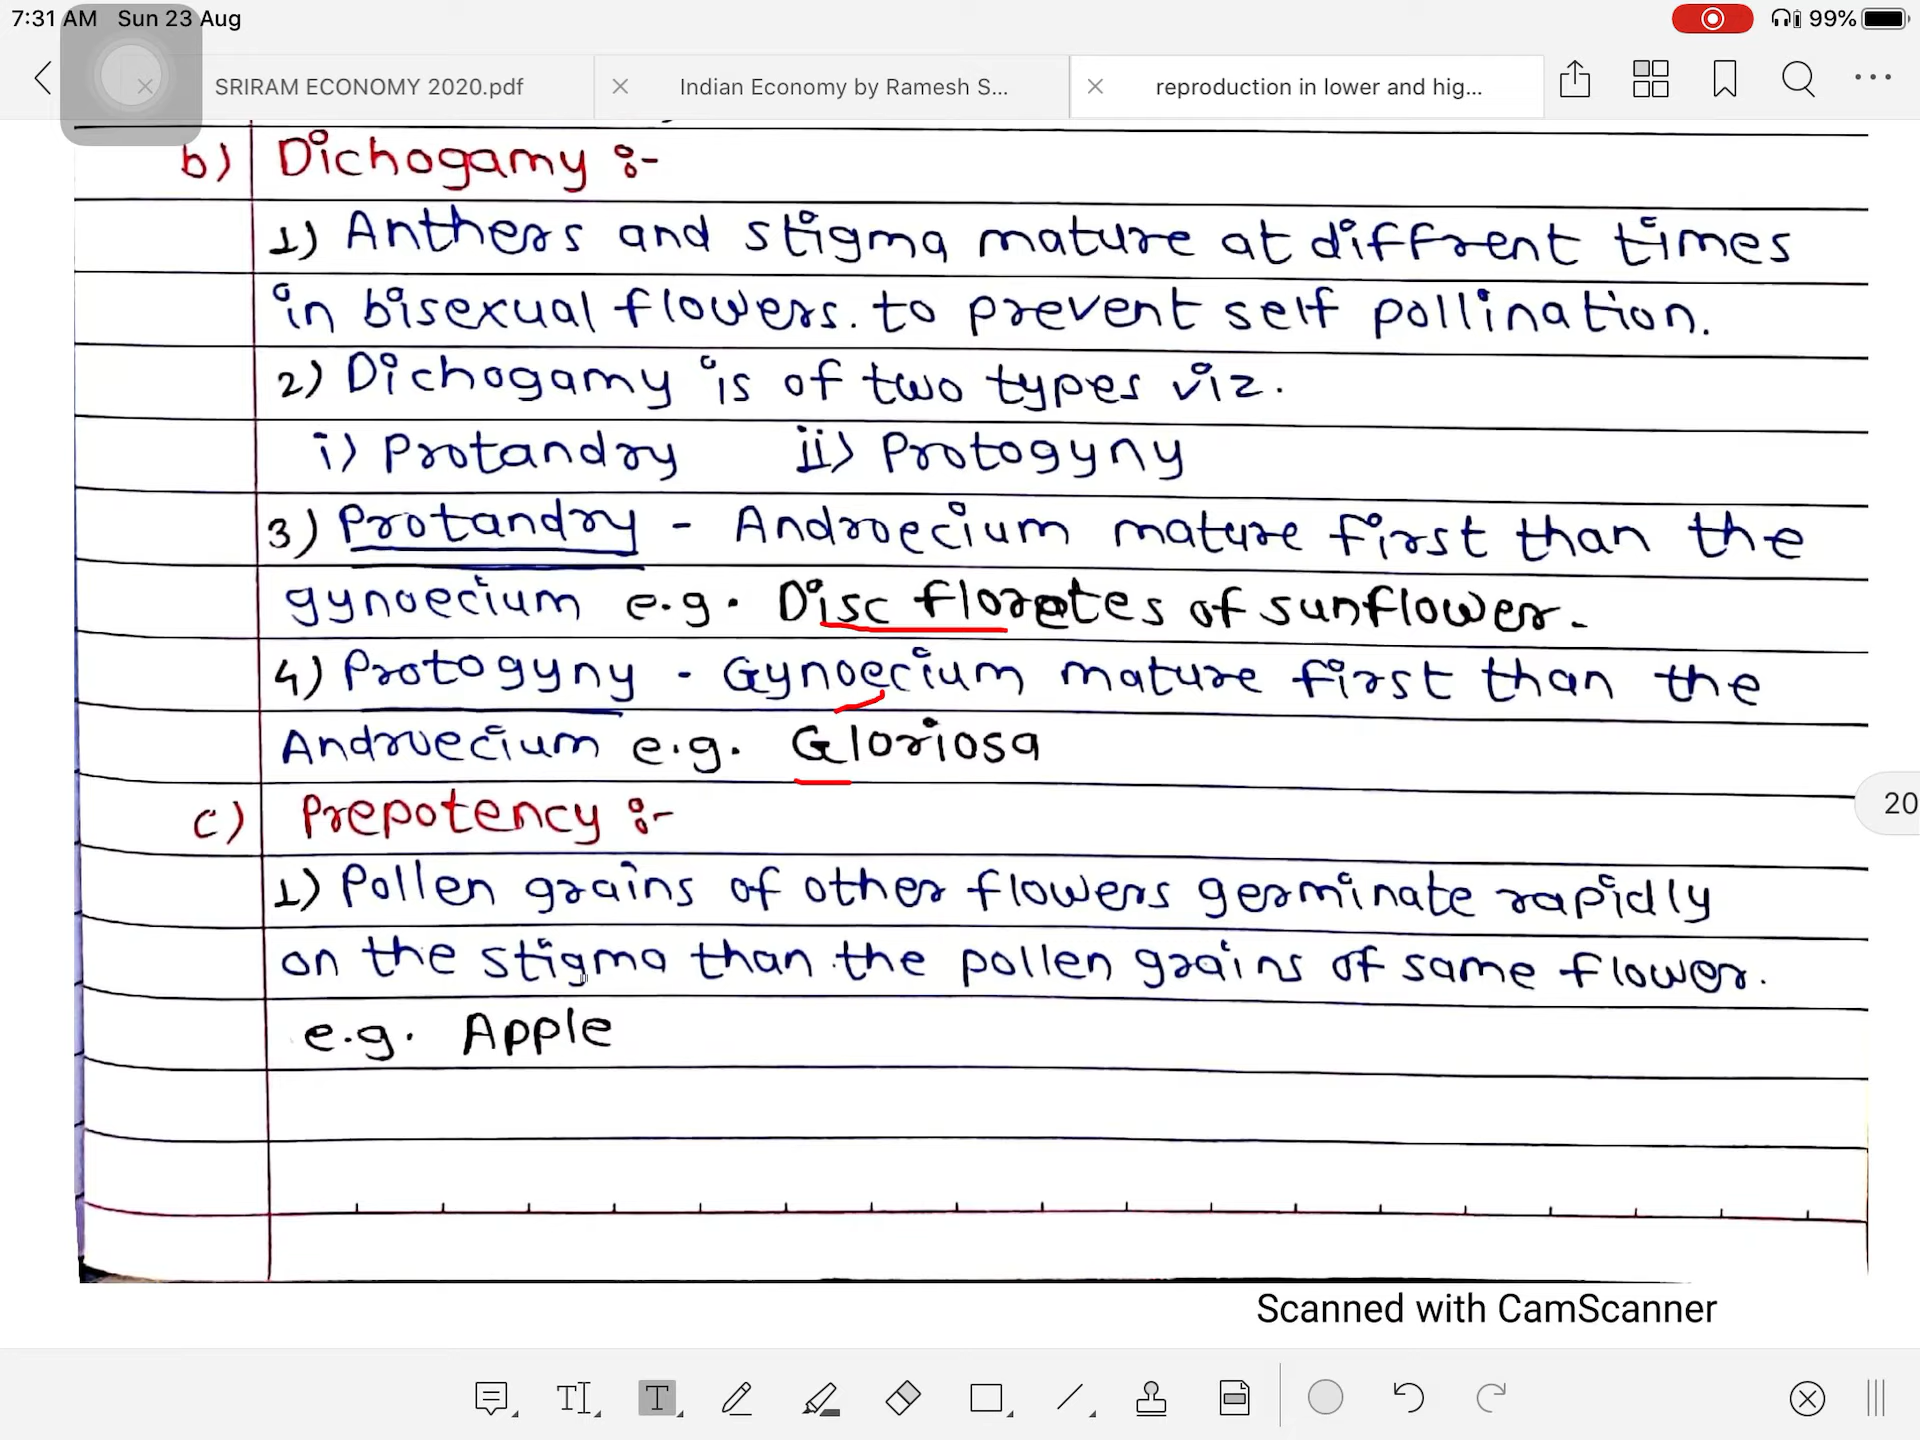 7:31 AM Sun 23 Aug
99%
SRIRAM ECONOMY 2020.pdf
Indian Economy by Ramesh S...
reproduction in lower and hig...
b) Dichogamy :-
1) Anthers and stigma mature at diffrent times
in bisexual flowers. to prevent self pollination.
2) Dichogamy is of two types viz.
i) Protandry ii) Protogyny
3) Protandry - Androecium mature first than the
gynoecium e.g. Disc floretes of sunflower.
4) Protogyny - Gynoecium mature first than the
Androecium e.g. Gloriosa
20
c) Prepotency :-
1) Pollen grains of other flowers germinate rapidly
on the stigma than the pollen grains of same flower.
e.g. Apple
Scanned with CamScanner